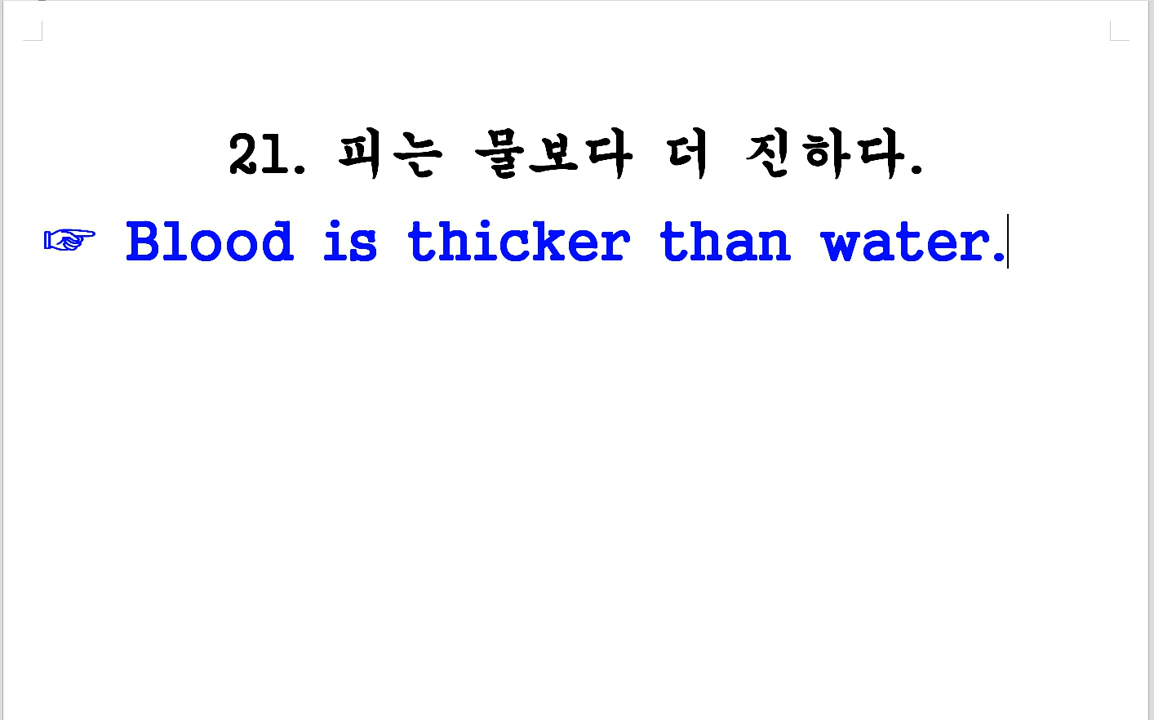 21. 피는 물보다 더 진하다.
☞ Blood is thicker than water.